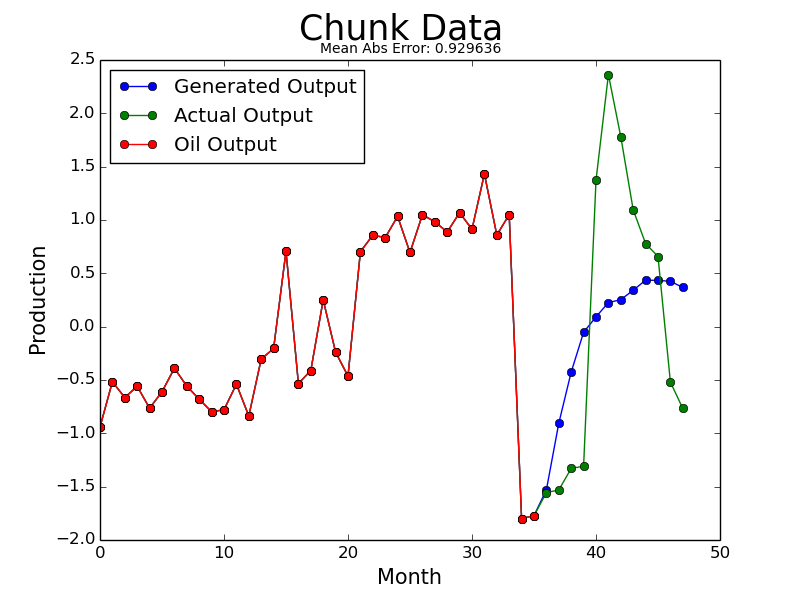 Chunk Data
Mean Abs Error: 0.929636
Generated Output
Actual Output
Oil Output
2.5
2.0
1.5
1.0
0.5
0.0
−0.5
−1.0
−1.5
−2.0
Production
0 10 20 30 40 50
Month